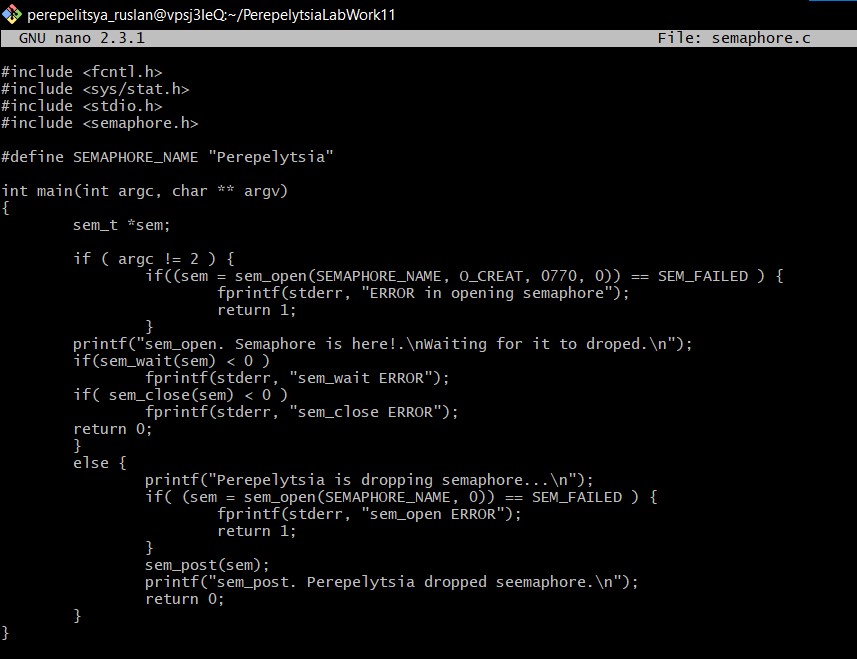 perepelitsya_ruslan@vpsj3IeQ:~/PerepelytsiaLabWork11
GNU nano 2.3.1 File: semaphore.c
#include <fcntl.h>
#include <sys/stat.h>
#include <stdio.h>
#include <semaphore.h>
#define SEMAPHORE_NAME "Perepelytsia"
int main(int argc, char ** argv)
{
        sem_t *sem;
        if ( argc != 2 ) {
                if((sem = sem_open(SEMAPHORE_NAME, O_CREAT, 0770, 0)) == SEM_FAILED ) {
                        fprintf(stderr, "ERROR in opening semaphore");
                        return 1;
                }
        printf("sem_open. Semaphore is here!.\nWaiting for it to droped.\n");
        if(sem_wait(sem) < 0 )
                fprintf(stderr, "sem_wait ERROR");
        if( sem_close(sem) < 0 )
                fprintf(stderr, "sem_close ERROR");
        return 0;
        }
        else {
                printf("Perepelytsia is dropping semaphore...\n");
                if( (sem = sem_open(SEMAPHORE_NAME, 0)) == SEM_FAILED ) {
                        fprintf(stderr, "sem_open ERROR");
                        return 1;
                }
                sem_post(sem);
                printf("sem_post. Perepelytsia dropped seemaphore.\n");
                return 0;
        }
}